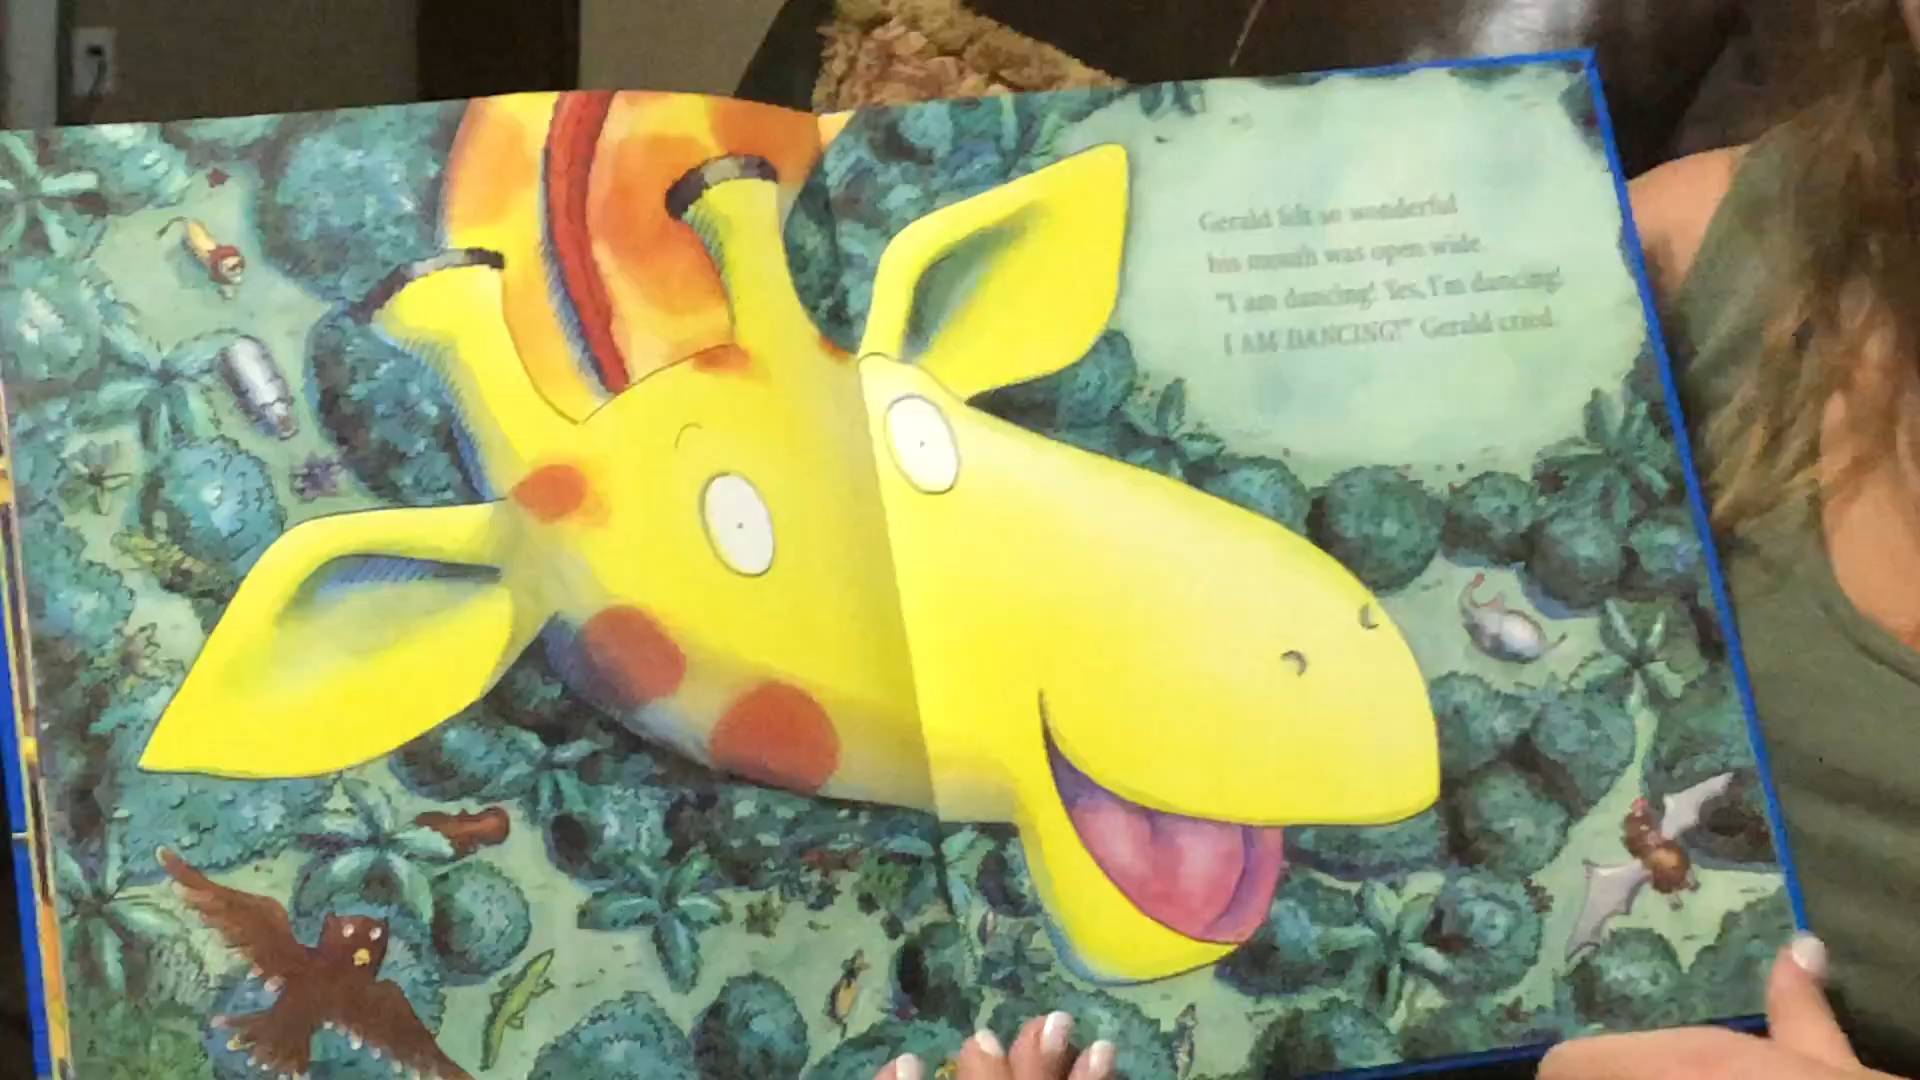 Gerald felt so wonderful
his mouth was open wide.
"I am dancing! Yes, I'm dancing!
I AM DANCING!" Gerald cried.